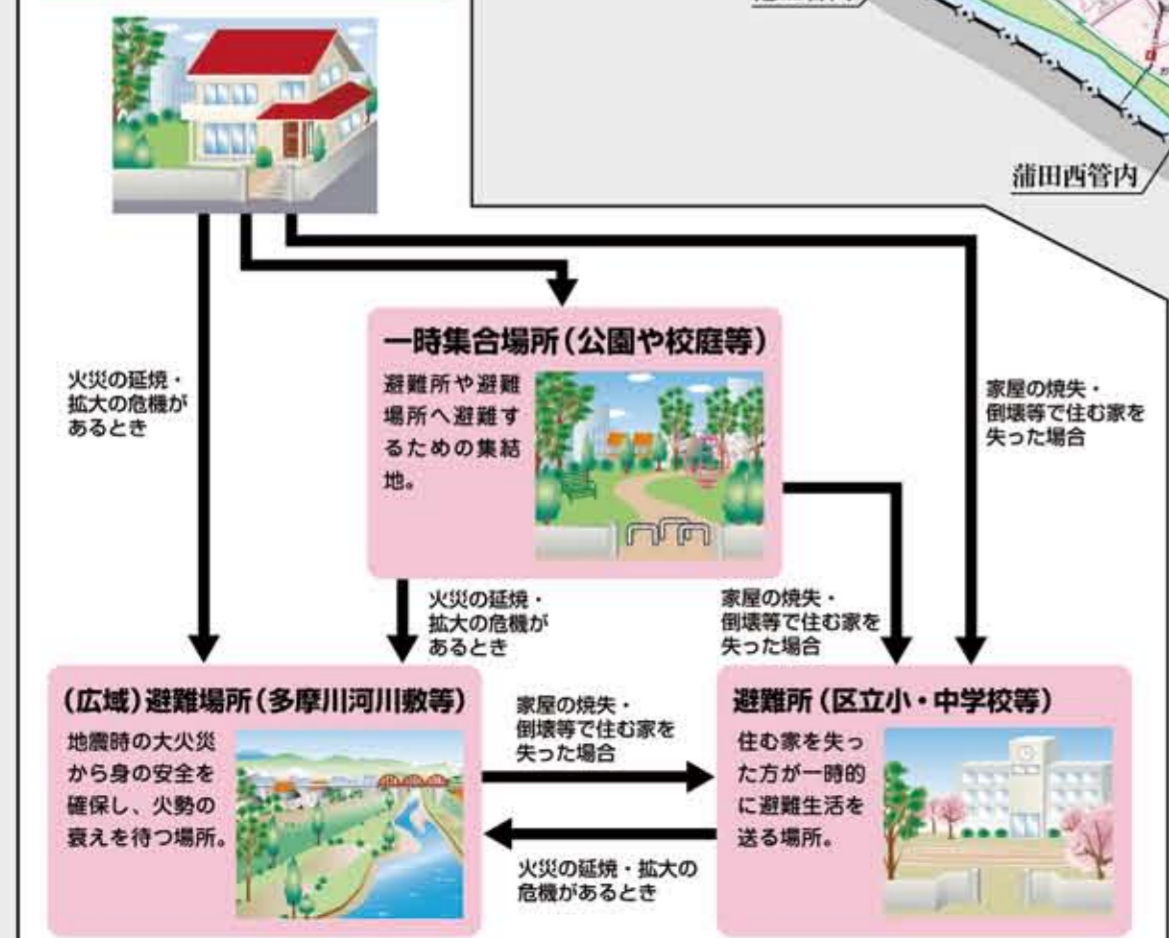 蒲田西管内
火災の延焼・
拡大の危機が
あるとき
一時集合場所(公園や校庭等)
避難所や避難
場所へ避難す
るための集結
地。
家屋の焼失・
倒壊等で住む家を
失った場合
火災の延焼・
拡大の危機が
あるとき
家屋の焼失・
倒壊等で住む家を
失った場合
(広域)避難場所(多摩川河川敷等)
地震時の大火災
から身の安全を
確保し、火勢の
衰えを待つ場所。
家屋の焼失・
倒壊等で住む家を
失った場合
火災の延焼・拡大の
危機があるとき
避難所(区立小・中学校等)
住む家を失っ
た方が一時的
に避難生活を
送る場所。